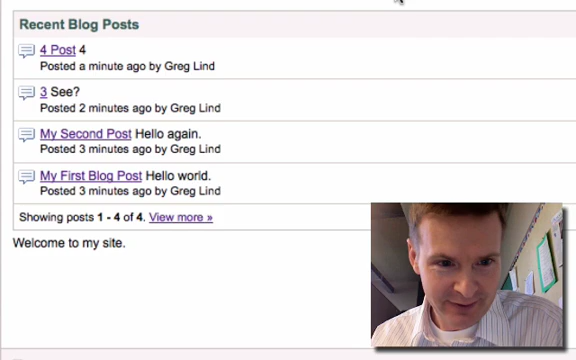 Recent Blog Posts
4 Post 4
Posted a minute ago by Greg Lind
3 See?
Posted 2 minutes ago by Greg Lind
My Second Post Hello again.
Posted 3 minutes ago by Greg Lind
My First Blog Post Hello world.
Posted 3 minutes ago by Greg Lind
Showing posts 1 - 4 of 4. View more »
Welcome to my site.